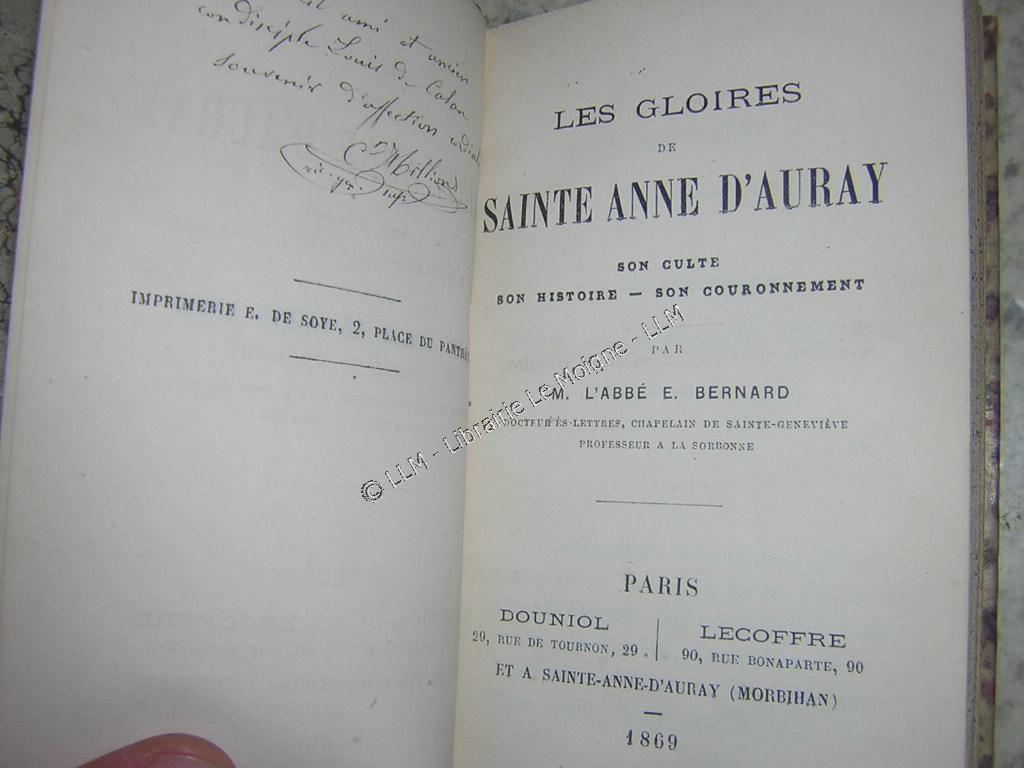 ami et ancien
condisciple Louis de
Souvenir d'affection
IMPRIMERIE E. DE SOYE, 2, PLACE DU PANTHÉ
LES GLOIRES
DE
SAINTE ANNE D'AURAY
SON CULTE
SON HISTOIRE — SON COURONNEMENT
PAR
M. L'ABBÉ E. BERNARD
DOCTEUR ÈS-LETTRES, CHAPELAIN DE SAINTE-GENEVIÈVE
PROFESSEUR A LA SORBONNE
PARIS
DOUNIOL
29, RUE DE TOURNON, 29.
LECOFFRE
90, RUE BONAPARTE, 90
ET A SAINTE-ANNE-D'AURAY (MORBIHAN)
1869
© LLM - Librairie Le Moigne - LLM